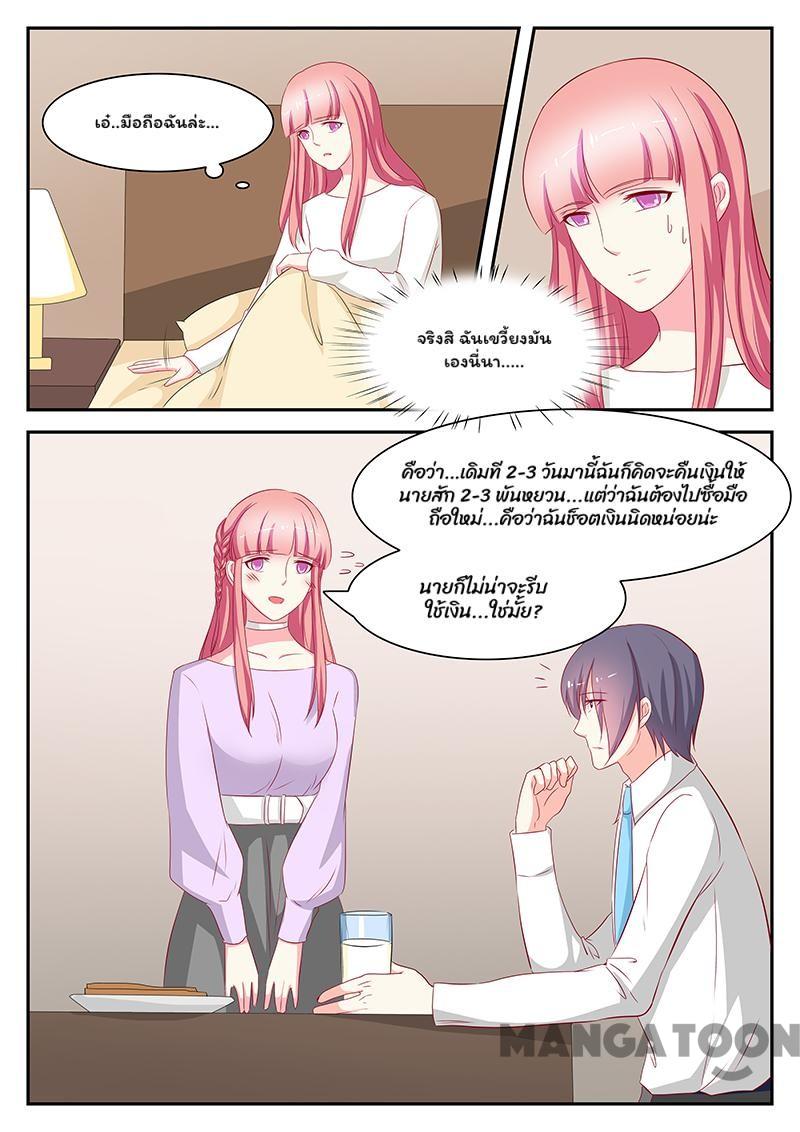 เอ๋..มือถือฉันล่ะ...
จริงสิ ฉันเขวี้ยงมัน
เองนี่นา.....
คือว่า...เดิมที 2-3 วันมานี้ฉันก็คิดจะคืนเงินให้
นายสัก 2-3 พันหยวน...แต่ว่าฉันต้องไปซื้อมือ
ถือใหม่...คือว่าฉันช็อตเงินนิดหน่อยน่ะ
นายก็ไม่น่าจะรีบ
ใช้เงิน...ใช่มั้ย?
MANGATOON